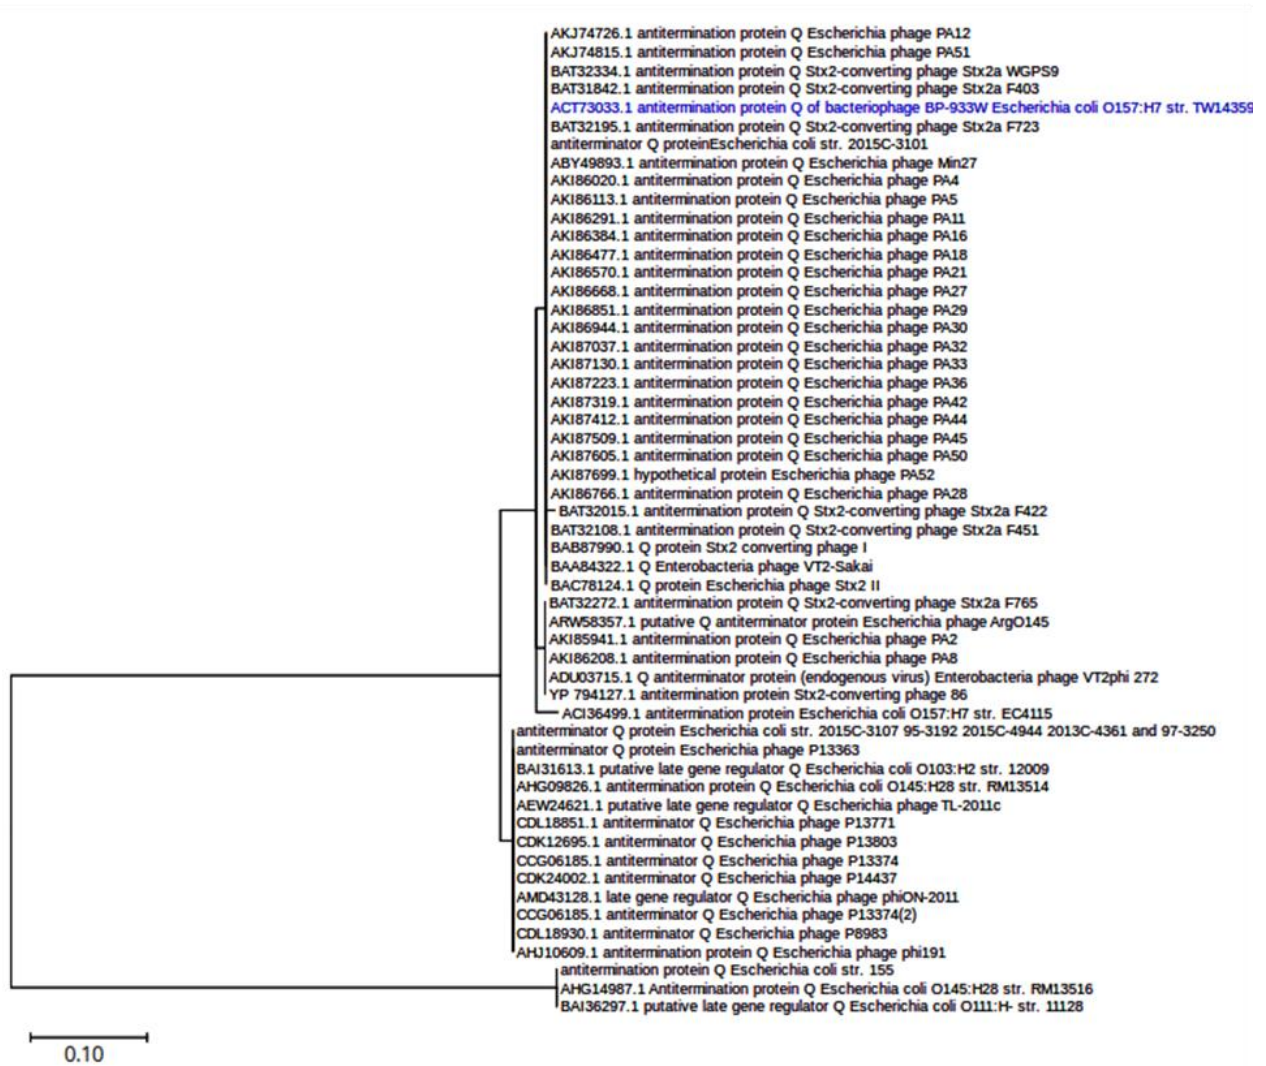 AKJ74726.1 antitermination protein Q Escherichia phage PA12
AKJ74815.1 antitermination protein Q Escherichia phage PA51
BAT32334.1 antitermination protein Q Stx2-converting phage Stx2a WGPS9
BAT31842.1 antitermination protein Q Stx2-converting phage Stx2a F403
ACT73033.1 antitermination protein Q of bacteriophage BP-933W Escherichia coli O157:H7 str. TW14359
BAT32195.1 antitermination protein Q Stx2-converting phage Stx2a F723
antiterminator Q proteinEscherichia coli str. 2015C-3101
ABY49893.1 antitermination protein Q Escherichia phage Min27
AKI86020.1 antitermination protein Q Escherichia phage PA4
AKI86113.1 antitermination protein Q Escherichia phage PA5
AKI86291.1 antitermination protein Q Escherichia phage PA11
AKI86384.1 antitermination protein Q Escherichia phage PA16
AKI86477.1 antitermination protein Q Escherichia phage PA18
AKI86570.1 antitermination protein Q Escherichia phage PA21
AKI86668.1 antitermination protein Q Escherichia phage PA27
AKI86851.1 antitermination protein Q Escherichia phage PA29
AKI86944.1 antitermination protein Q Escherichia phage PA30
AKI87037.1 antitermination protein Q Escherichia phage PA32
AKI87130.1 antitermination protein Q Escherichia phage PA33
AKI87223.1 antitermination protein Q Escherichia phage PA36
AKI87319.1 antitermination protein Q Escherichia phage PA42
AKI87412.1 antitermination protein Q Escherichia phage PA44
AKI87509.1 antitermination protein Q Escherichia phage PA45
AKI87605.1 antitermination protein Q Escherichia phage PA50
AKI87699.1 hypothetical protein Escherichia phage PA52
AKI86766.1 antitermination protein Q Escherichia phage PA28
BAT32015.1 antitermination protein Q Stx2-converting phage Stx2a F422
BAT32108.1 antitermination protein Q Stx2-converting phage Stx2a F451
BAB87990.1 Q protein Stx2 converting phage I
BAA84322.1 Q Enterobacteria phage VT2-Sakai
BAC78124.1 Q protein Escherichia phage Stx2 II
BAT32272.1 antitermination protein Q Stx2-converting phage Stx2a F765
ARW58357.1 putative Q antiterminator protein Escherichia phage ArgO145
AKI85941.1 antitermination protein Q Escherichia phage PA2
AKI86208.1 antitermination protein Q Escherichia phage PA8
ADU03715.1 Q antiterminator protein (endogenous virus) Enterobacteria phage VT2phi 272
YP 794127.1 antitermination protein Stx2-converting phage 86
ACI36499.1 antitermination protein Escherichia coli O157:H7 str. EC4115
antiterminator Q protein Escherichia coli str. 2015C-3107 95-3192 2015C-4944 2013C-4361 and 97-3250
antiterminator Q protein Escherichia phage P13363
BAI31613.1 putative late gene regulator Q Escherichia coli O103:H2 str. 12009
AHG09826.1 antitermination protein Q Escherichia coli O145:H28 str. RM13514
AEW24621.1 putative late gene regulator Q Escherichia phage TL-2011c
CDL18851.1 antiterminator Q Escherichia phage P13771
CDK12695.1 antiterminator Q Escherichia phage P13803
CCG06185.1 antiterminator Q Escherichia phage P13374
CDK24002.1 antiterminator Q Escherichia phage P14437
AMD43128.1 late gene regulator Q Escherichia phage phiON-2011
CCG06185.1 antiterminator Q Escherichia phage P13374(2)
CDL18930.1 antiterminator Q Escherichia phage P8983
AHJ10609.1 antitermination protein Q Escherichia phage phi191
antitermination protein Q Escherichia coli str. 155
AHG14987.1 Antitermination protein Q Escherichia coli O145:H28 str. RM13516
BAI36297.1 putative late gene regulator Q Escherichia coli O111:H- str. 11128
0.10